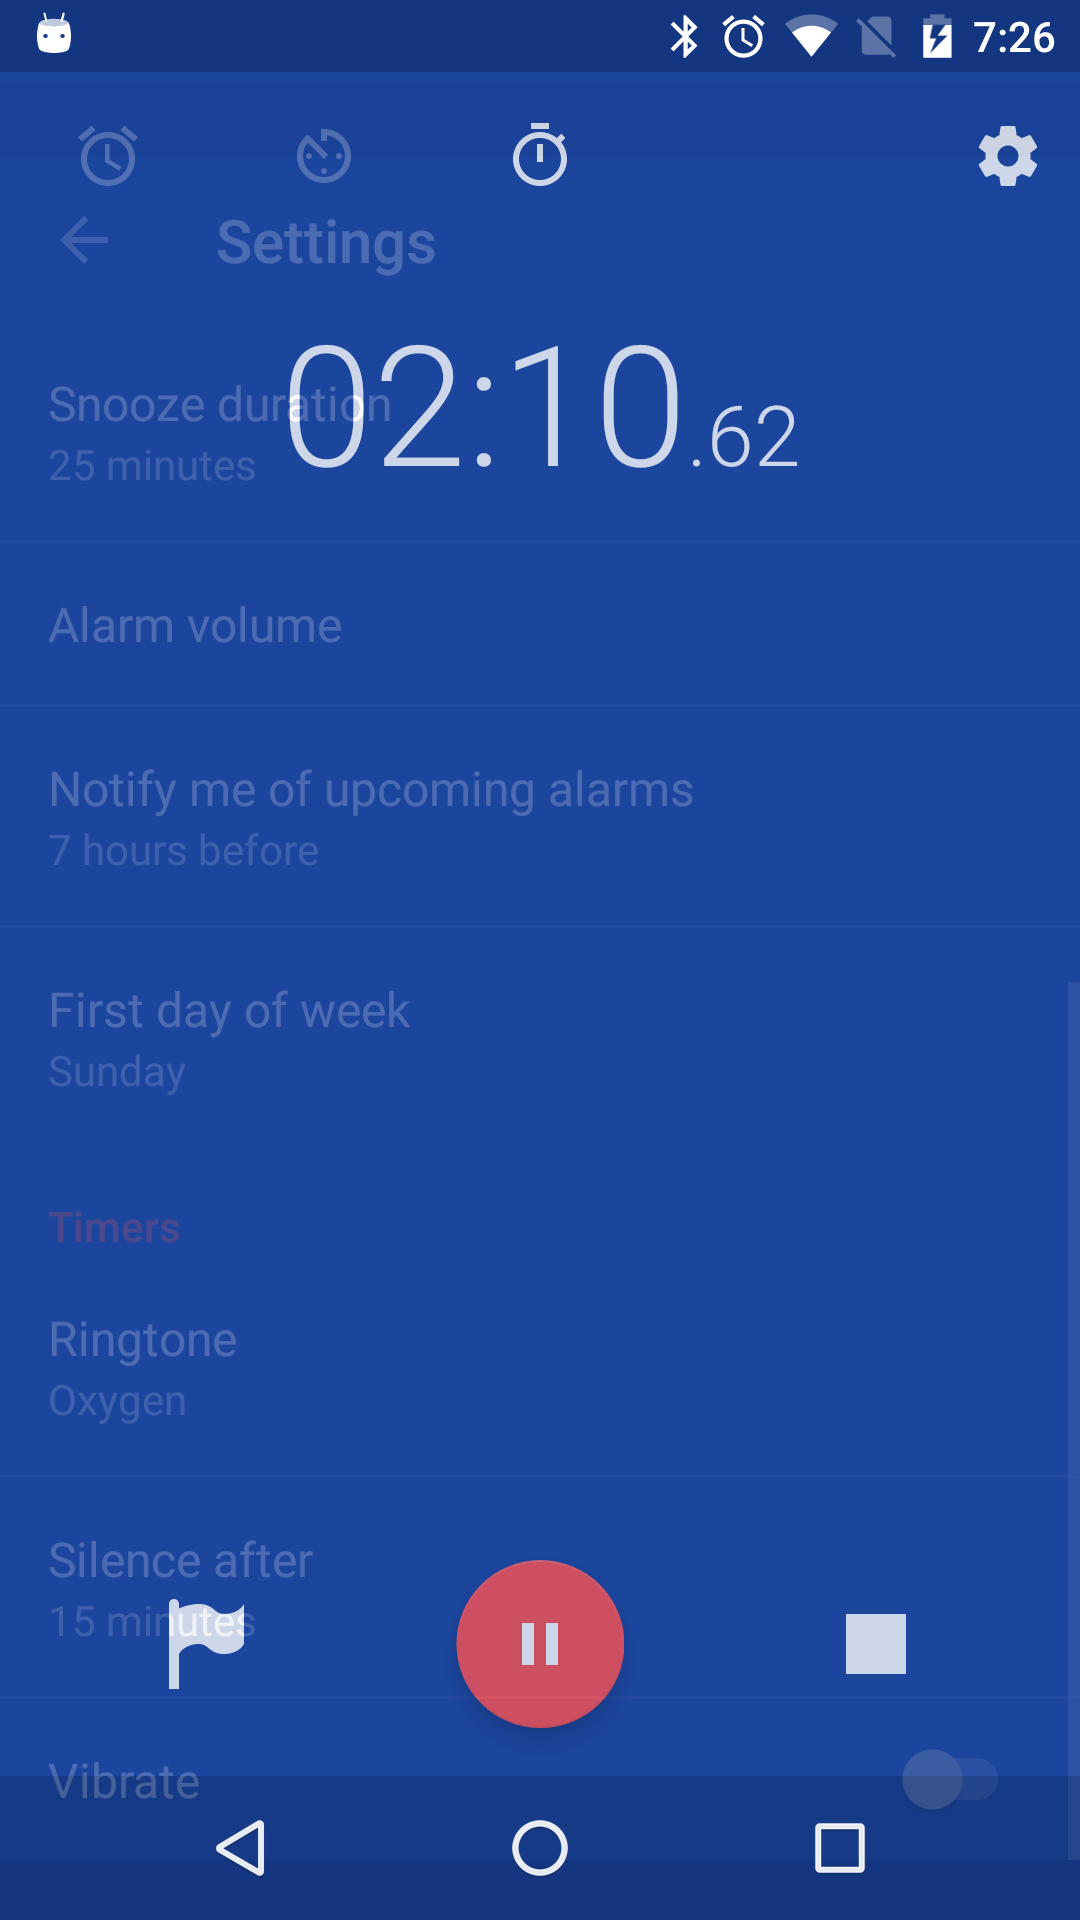 7:26
Settings
02:10.62
Snooze duration
25 minutes
Alarm volume
Notify me of upcoming alarms
7 hours before
First day of week
Sunday
Timers
Ringtone
Oxygen
Silence after
15 minutes
Vibrate